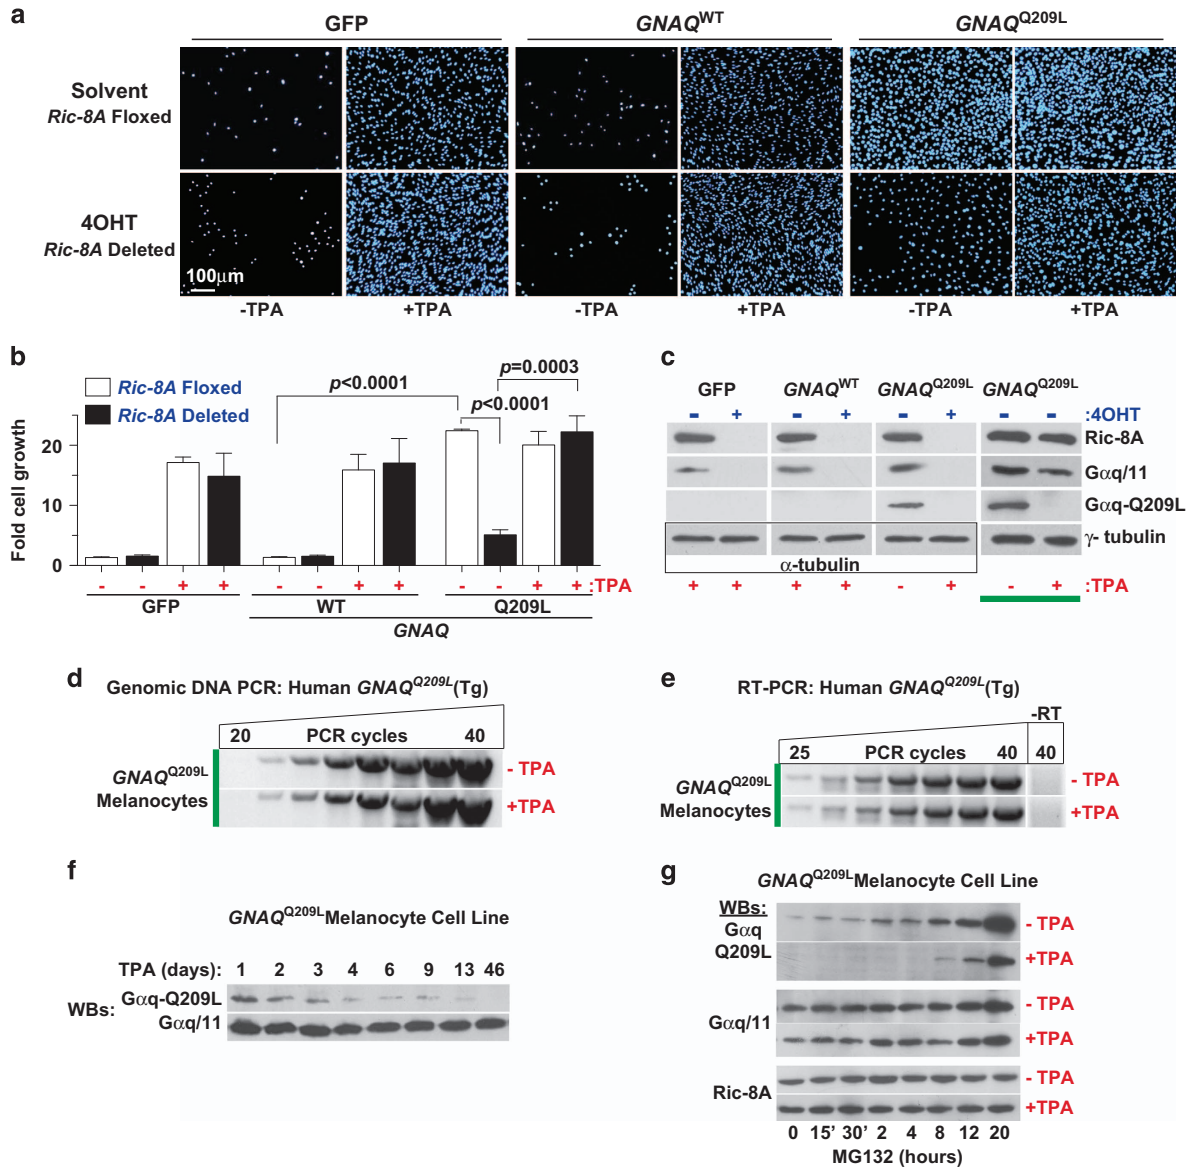 a
GFP
GNAQWT
GNAQQ209L
Solvent
Ric-8A Floxed
4OHT
Ric-8A Deleted
100μm
-TPA
+TPA
-TPA
+TPA
-TPA
+TPA
b
Ric-8A Floxed
Ric-8A Deleted
p<0.0001
p=0.0003
p<0.0001
Fold cell growth
20
10
0
- - + + - - + + - - + + :TPA
GFP
WT
Q209L
GNAQ
c
GFP
GNAQWT
GNAQQ209L
GNAQQ209L
- + - + - + - - :4OHT
Ric-8A
Gαq/11
Gαq-Q209L
γ- tubulin
α-tubulin
+ + + + - + - + :TPA
d
Genomic DNA PCR: Human GNAQQ209L(Tg)
20 PCR cycles 40
GNAQQ209L
Melanocytes
- TPA
+TPA
e
RT-PCR: Human GNAQQ209L(Tg)
-RT
25 PCR cycles 40 40
GNAQQ209L
Melanocytes
- TPA
+TPA
f
GNAQQ209LMelanocyte Cell Line
TPA (days): 1 2 3 4 6 9 13 46
WBs:
Gαq-Q209L
Gαq/11
g
GNAQQ209LMelanocyte Cell Line
WBs:
Gαq
Q209L
- TPA
+TPA
Gαq/11
- TPA
+TPA
Ric-8A
- TPA
+TPA
0 15' 30' 2 4 8 12 20
MG132 (hours)